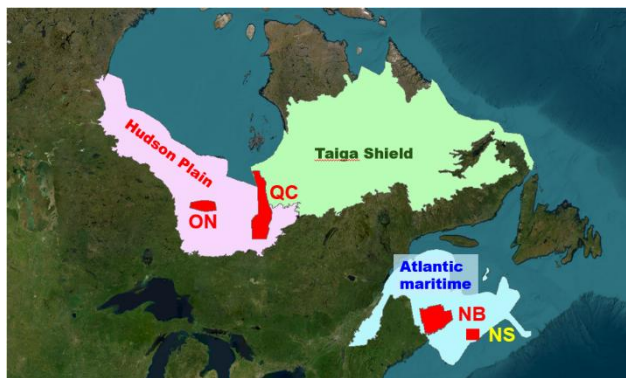 Hudson Plain
Taiga Shield
QC
ON
Atlantic
maritime
NB
NS